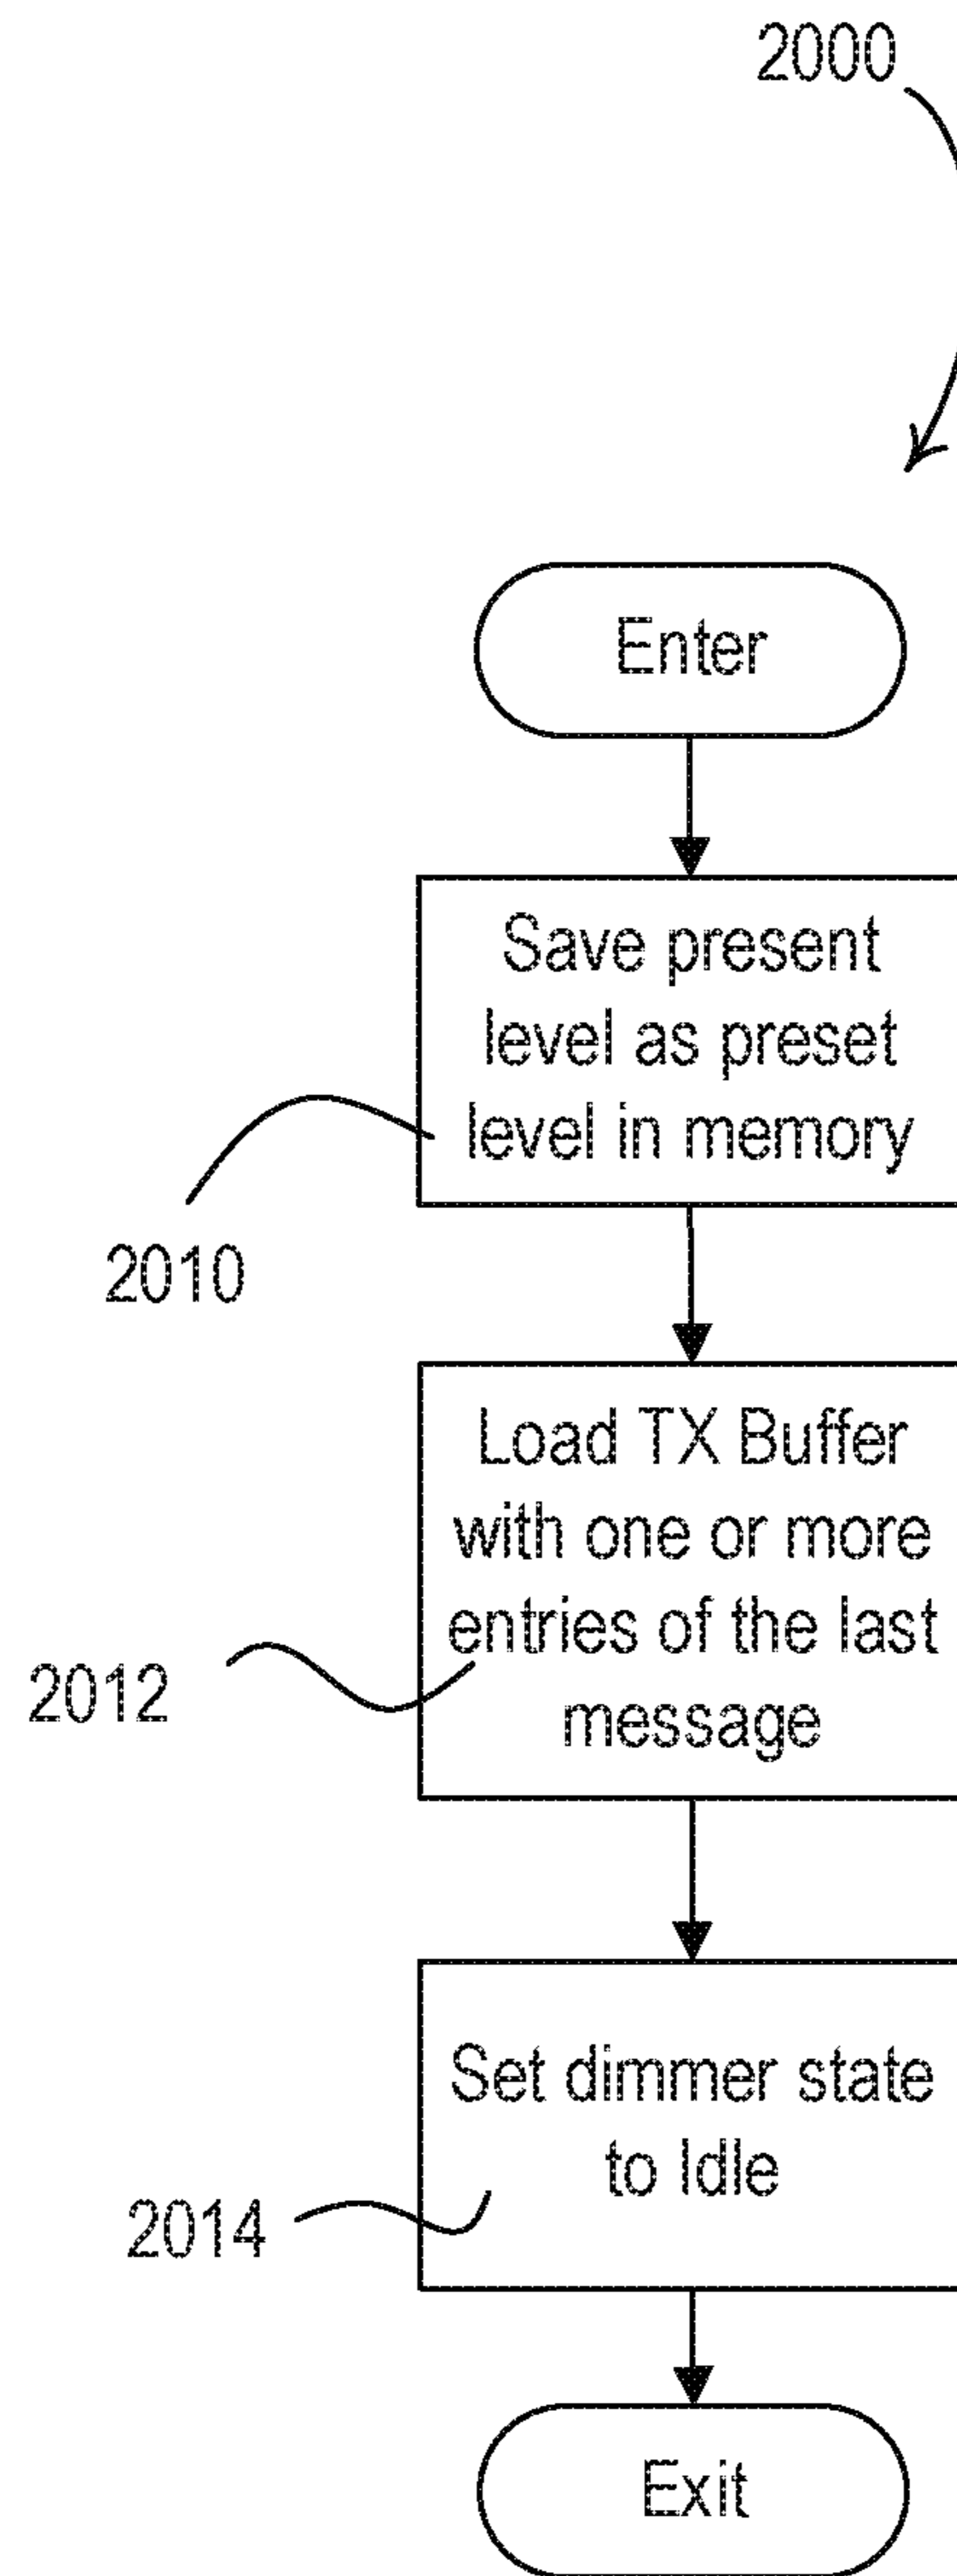 2000
Enter
Save present
level as preset
level in memory
2010
Load TX Buffer
with one or more
entries of the last
message
2012
Set dimmer state
to Idle
2014
Exit